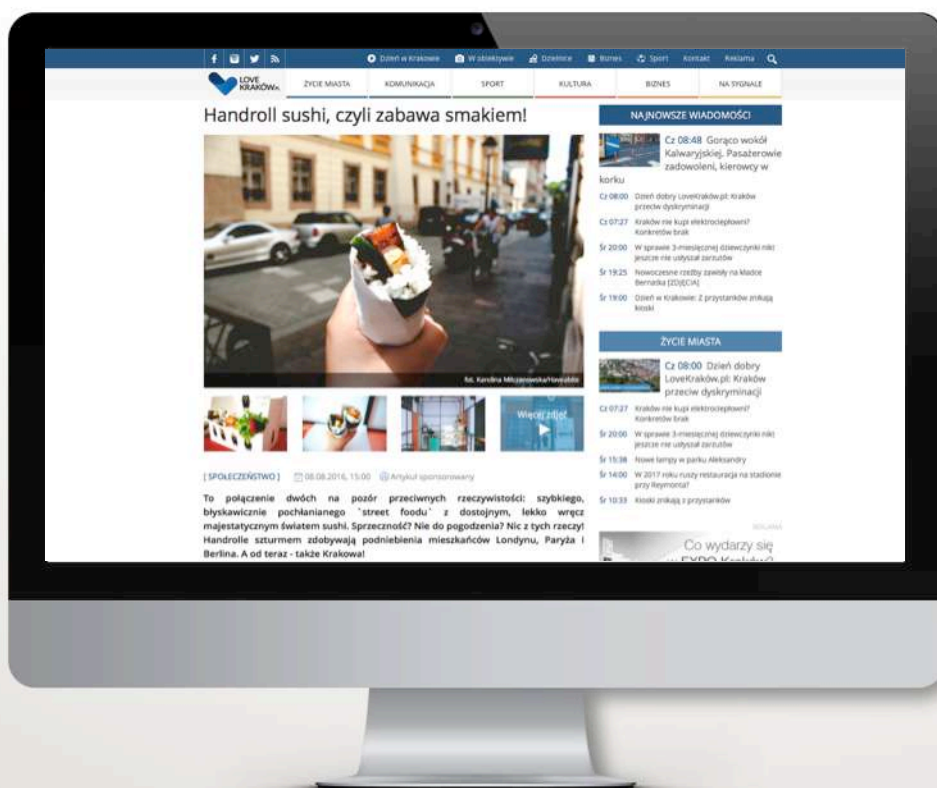 Dzień w Krakowie W obiektywie Dzielnice Biznes Sport Kontakt Reklama
LOVE
KRAKÓW.PL
ŻYCIE MIASTA KOMUNIKACJA SPORT KULTURA BIZNES NA SYGNALE
Handroll sushi, czyli zabawa smakiem!
fot. Karolina
Więcej zdjęć
[ SPOŁECZEŃSTWO ] 08.08.2016, 15:00 Artykuł sponsorowany
To połączenie dwóch na pozór przeciwnych rzeczywistości: szybkiego,
błyskawicznie pochłanianego `street foodu` z dostojnym, lekko wręcz
majestatycznym światem sushi. Sprzeczność? Nie do pogodzenia? Nic z tych rzeczy!
Handrolle szturmem zdobywają podniebienia mieszkańców Londynu, Paryża i
Berlina. A od teraz - także Krakowa!
NAJNOWSZE WIADOMOŚCI
Cz 08:48 Gorąco wokół
Kalwaryjskiej. Pasażerowie
zadowoleni, kierowcy w
korku
Cz 08:00 Dzień dobry LoveKraków.pl: Kraków
przeciw dyskryminacji
Cz 07:27 Kraków nie kupi elektrociepłowni?
Konkretów brak
Śr 20:00 W sprawie 3-miesięcznej dziewczynki nikt
jeszcze nie usłyszał zarzutów
Śr 19:25 Nowoczesne rzeźby zawisły na kładce
Bernatka [ZDJĘCIA]
Śr 19:00 Dzień w Krakowie: Z przystanków znikają
kioski
ŻYCIE MIASTA
Cz 08:00 Dzień dobry
LoveKraków.pl: Kraków
przeciw dyskryminacji
Cz 07:27 Kraków nie kupi elektrociepłowni?
Konkretów brak
Śr 20:00 W sprawie 3-miesięcznej dziewczynki nikt
jeszcze nie usłyszał zarzutów
Śr 15:38 Nowe lampy w parku Aleksandry
Śr 14:00 W 2017 roku ruszy restauracja na stadionie
przy Reymonta?
Śr 10:33 Kioski znikają z przystanków
REKLAMA
Co wydarzy się
w EXPO Kraków?